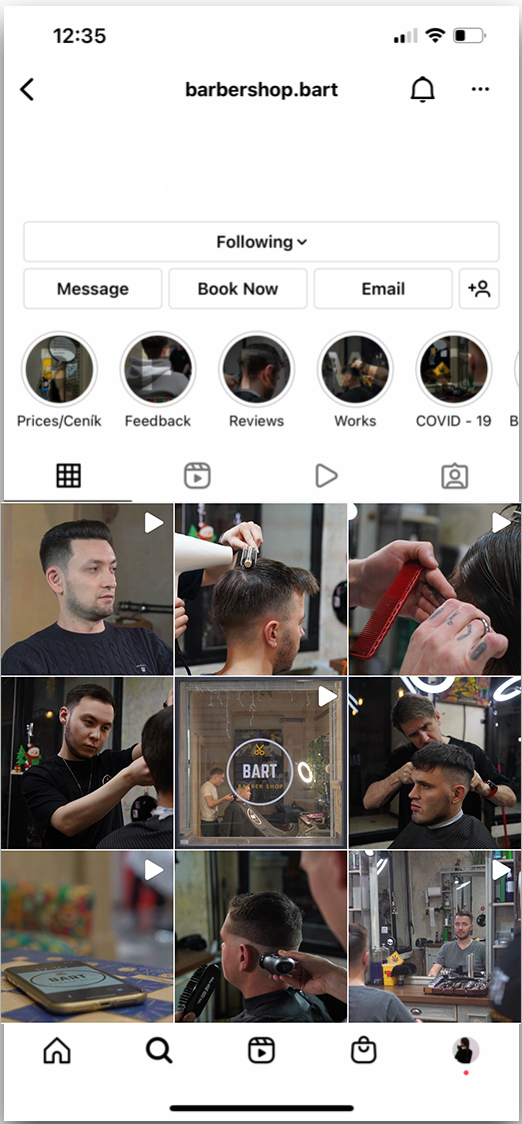 12:35
barbershop.bart
Following
Message Book Now Email
Prices/Ceník Feedback Reviews Works COVID - 19 B
BART
BARBER SHOP
BART